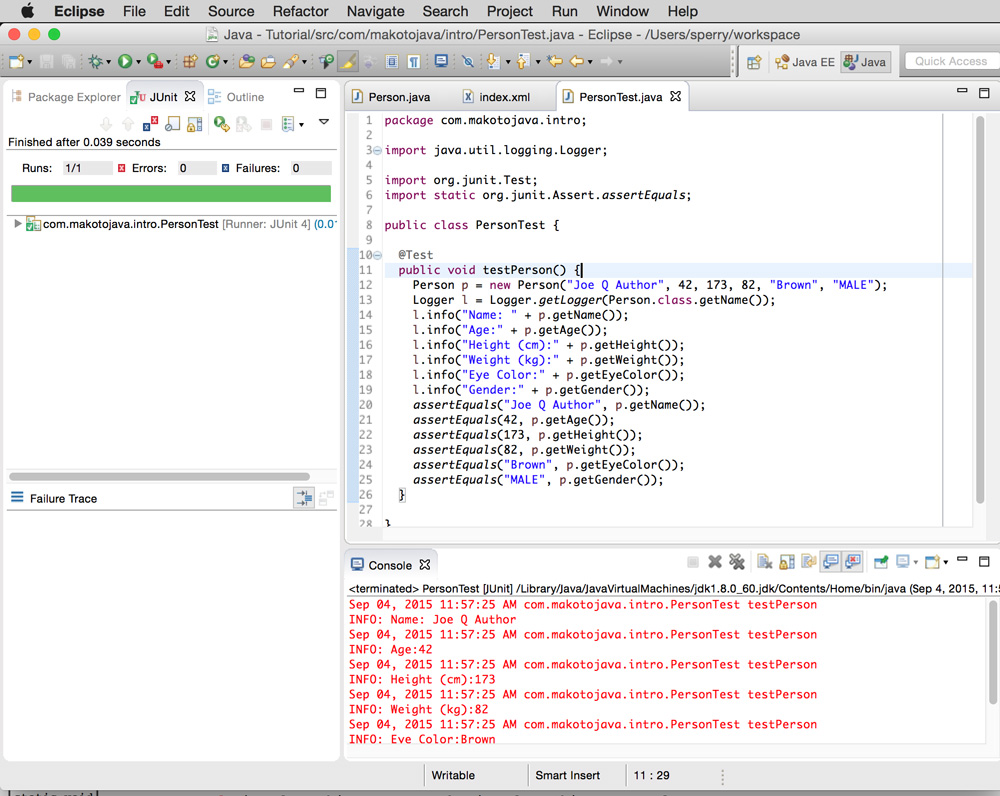 Eclipse File Edit Source Refactor Navigate Search Project Run Window Help
Java - Tutorial/src/com/makotojava/intro/PersonTest.java - Eclipse - /Users/sperry/workspace
Java EE Java Quick Access
Package Explorer JUnit Outline
Finished after 0.039 seconds
Runs: 1/1 Errors: 0 Failures: 0
com.makotojava.intro.PersonTest [Runner: JUnit 4] (0.01
Failure Trace
Person.java index.xml PersonTest.java
1 package com.makotojava.intro;
2
3 import java.util.logging.Logger;
4
5 import org.junit.Test;
6 import static org.junit.Assert.assertEquals;
7
8 public class PersonTest {
9
10 @Test
11 public void testPerson() {
12 Person p = new Person("Joe Q Author", 42, 173, 82, "Brown", "MALE");
13 Logger l = Logger.getLogger(Person.class.getName());
14 l.info("Name: " + p.getName());
15 l.info("Age:" + p.getAge());
16 l.info("Height (cm):" + p.getHeight());
17 l.info("Weight (kg):" + p.getWeight());
18 l.info("Eye Color:" + p.getEyeColor());
19 l.info("Gender:" + p.getGender());
20 assertEquals("Joe Q Author", p.getName());
21 assertEquals(42, p.getAge());
22 assertEquals(173, p.getHeight());
23 assertEquals(82, p.getWeight());
24 assertEquals("Brown", p.getEyeColor());
25 assertEquals("MALE", p.getGender());
26 }
27
28 }
Console
<terminated> PersonTest [JUnit] /Library/Java/JavaVirtualMachines/jdk1.8.0_60.jdk/Contents/Home/bin/java (Sep 4, 2015, 11:5
Sep 04, 2015 11:57:25 AM com.makotojava.intro.PersonTest testPerson
INFO: Name: Joe Q Author
Sep 04, 2015 11:57:25 AM com.makotojava.intro.PersonTest testPerson
INFO: Age:42
Sep 04, 2015 11:57:25 AM com.makotojava.intro.PersonTest testPerson
INFO: Height (cm):173
Sep 04, 2015 11:57:25 AM com.makotojava.intro.PersonTest testPerson
INFO: Weight (kg):82
Sep 04, 2015 11:57:25 AM com.makotojava.intro.PersonTest testPerson
INFO: Eye Color:Brown
Writable Smart Insert 11 : 29